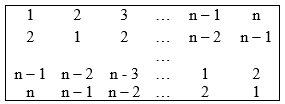 1 2 3 ... n – 1 n
2 1 2 ... n – 2 n – 1
...
n – 1 n – 2 n - 3 ... 1 2
n n – 1 n – 2 ... 2 1